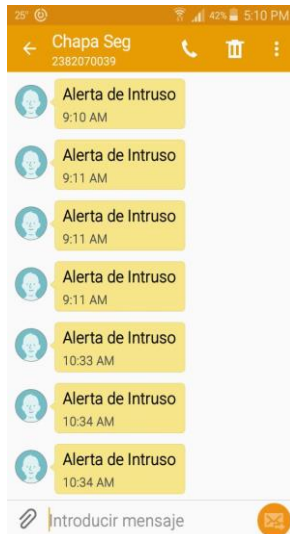 25° 42% 5:10 PM
Chapa Seg
2382070039
Alerta de Intruso
9:10 AM
Alerta de Intruso
9:11 AM
Alerta de Intruso
9:11 AM
Alerta de Intruso
9:11 AM
Alerta de Intruso
10:33 AM
Alerta de Intruso
10:34 AM
Alerta de Intruso
10:34 AM
Introducir mensaje